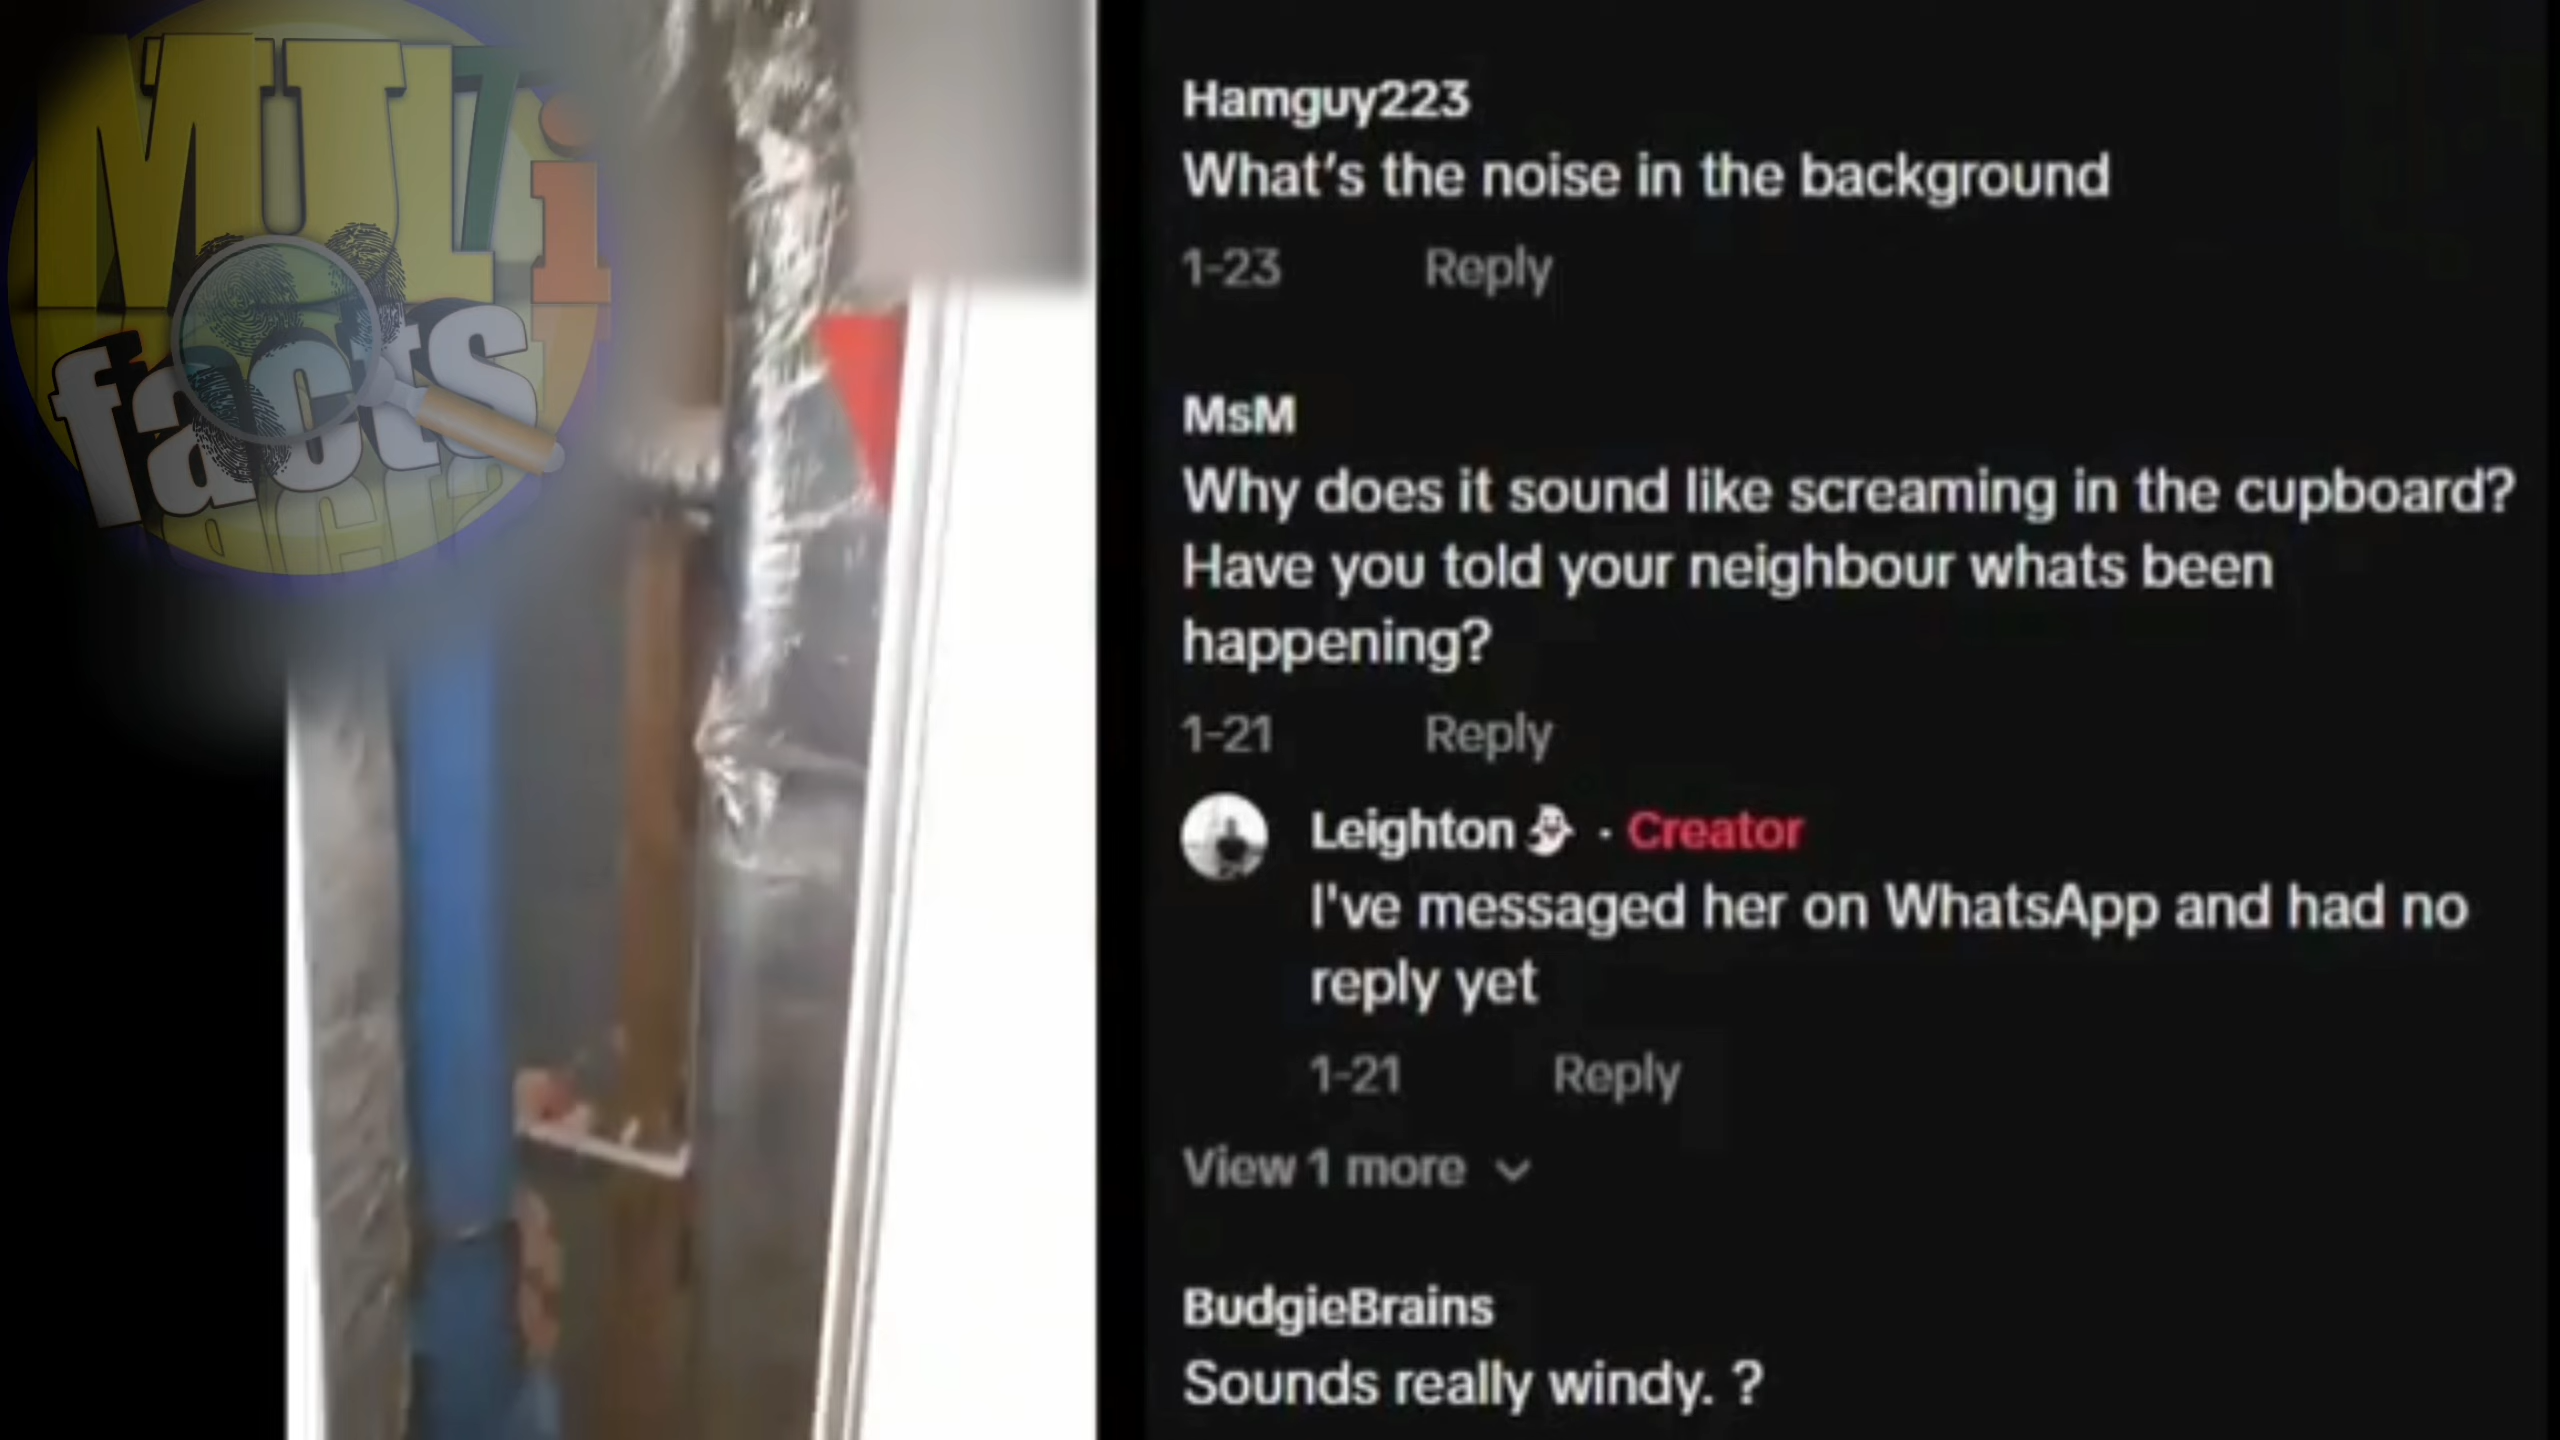 MULTi
facts
Hamguy223
What's the noise in the background
1-23 Reply
MsM
Why does it sound like screaming in the cupboard?
Have you told your neighbour whats been
happening?
1-21 Reply
Leighton👻 · Creator
I've messaged her on WhatsApp and had no
reply yet
1-21 Reply
View 1 more
BudgieBrains
Sounds really windy. ?